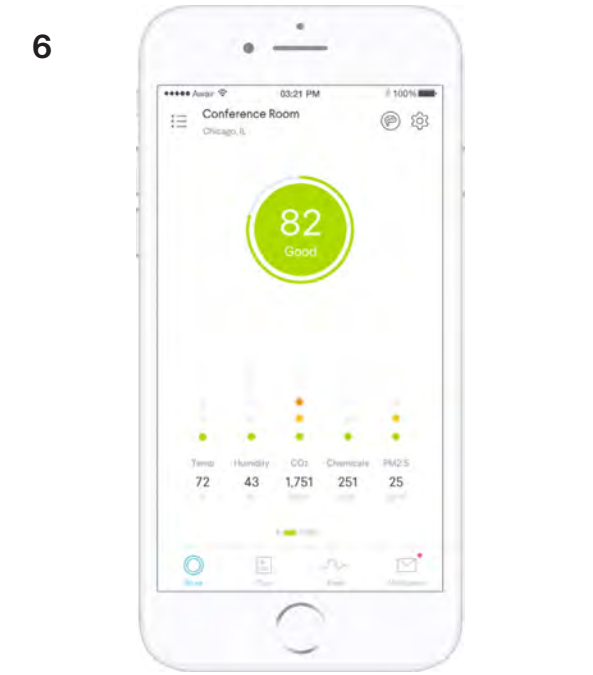 6
Awair 03:21 PM 100%
Conference Room
Chicago, IL
82
Good
Temp Humidity CO₂ Chemicals PM2.5
72 43 1,751 251 25